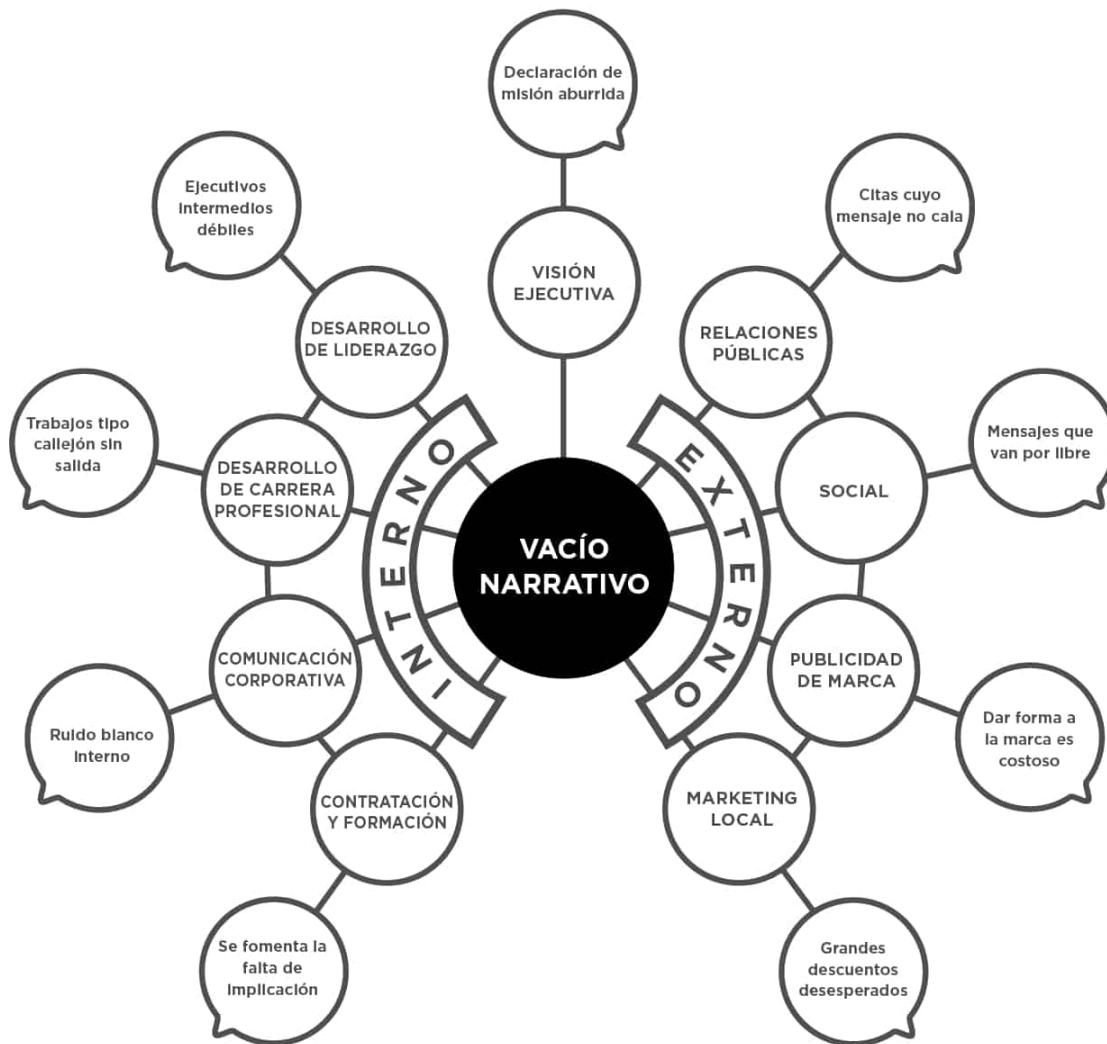 Declaración de
misión aburrida
VISIÓN
EJECUTIVA
Ejecutivos
intermedios
débiles
DESARROLLO
DE LIDERAZGO
Trabajos tipo
callejón sin
salida
DESARROLLO
DE CARRERA
PROFESIONAL
Ruido blanco
interno
COMUNICACIÓN
CORPORATIVA
Se fomenta la
falta de
implicación
CONTRATACIÓN
Y FORMACIÓN
INTERNO
VACÍO
NARRATIVO
EXTERNO
Citas cuyo
mensaje no cala
RELACIONES
PÚBLICAS
Mensajes que
van por libre
SOCIAL
Dar forma a
la marca es
costoso
PUBLICIDAD
DE MARCA
Grandes
descuentos
desesperados
MARKETING
LOCAL